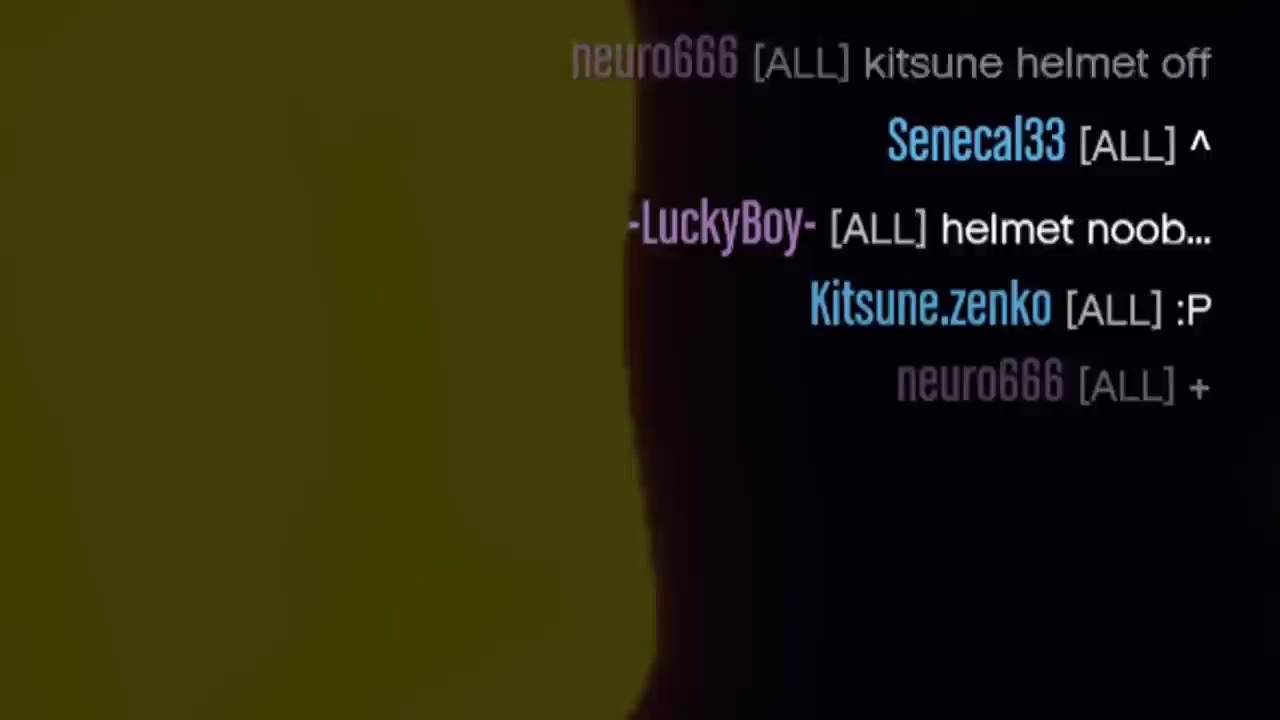 neuro666 [ALL] kitsune helmet off
Senecal33 [ALL] ^
-LuckyBoy- [ALL] helmet noob...
Kitsune.zenko [ALL] :P
neuro666 [ALL] +